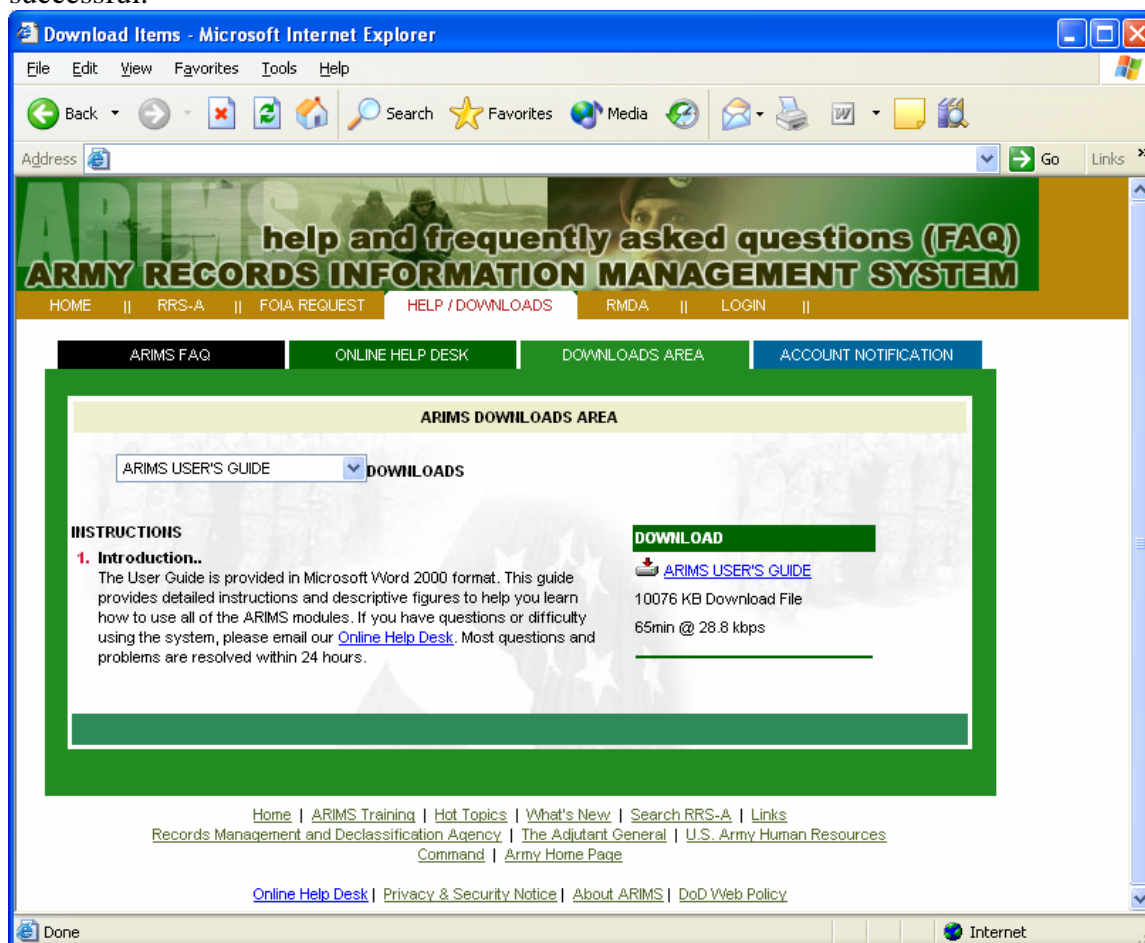 successful.
Download Items - Microsoft Internet Explorer
File Edit View Favorites Tools Help
Back Search Favorites Media
Address Go Links »
ARIMS
help and frequently asked questions (FAQ)
ARMY RECORDS INFORMATION MANAGEMENT SYSTEM
HOME || RRS-A || FOIA REQUEST HELP / DOWNLOADS RMDA || LOGIN ||
ARIMS FAQ ONLINE HELP DESK DOWNLOADS AREA ACCOUNT NOTIFICATION
ARIMS DOWNLOADS AREA
ARIMS USER'S GUIDE DOWNLOADS
INSTRUCTIONS
1. Introduction..
The User Guide is provided in Microsoft Word 2000 format. This guide
provides detailed instructions and descriptive figures to help you learn
how to use all of the ARIMS modules. If you have questions or difficulty
using the system, please email our Online Help Desk. Most questions and
problems are resolved within 24 hours.
DOWNLOAD
ARIMS USER'S GUIDE
10076 KB Download File
65min @ 28.8 kbps
Home | ARIMS Training | Hot Topics | What's New | Search RRS-A | Links
Records Management and Declassification Agency | The Adjutant General | U.S. Army Human Resources
Command | Army Home Page
Online Help Desk | Privacy & Security Notice | About ARIMS | DoD Web Policy
Done Internet